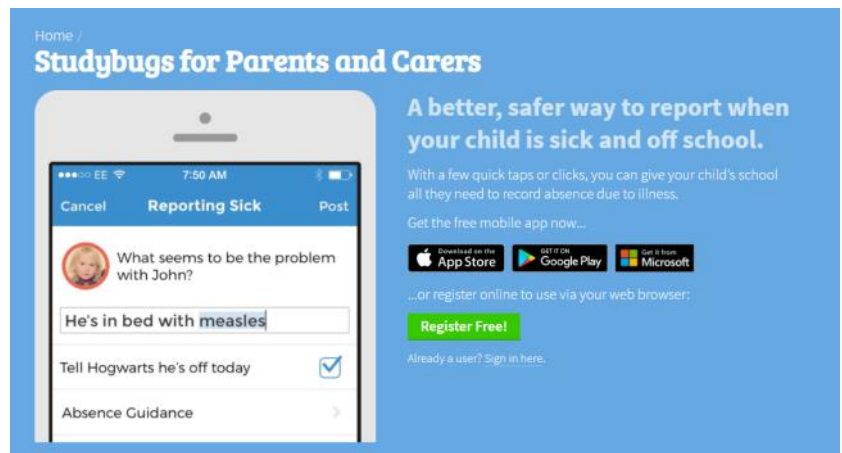 Home /
Studybugs for Parents and Carers
EE 7:50 AM
Cancel Reporting Sick Post
What seems to be the problem
with John?
He's in bed with measles
Tell Hogwarts he's off today
Absence Guidance
A better, safer way to report when
your child is sick and off school.
With a few quick taps or clicks, you can give your child's school
all they need to record absence due to illness.
Get the free mobile app now...
Download on the
App Store
GET IT ON
Google Play
Get it from
Microsoft
...or register online to use via your web browser:
Register Free!
Already a user? Sign in here.